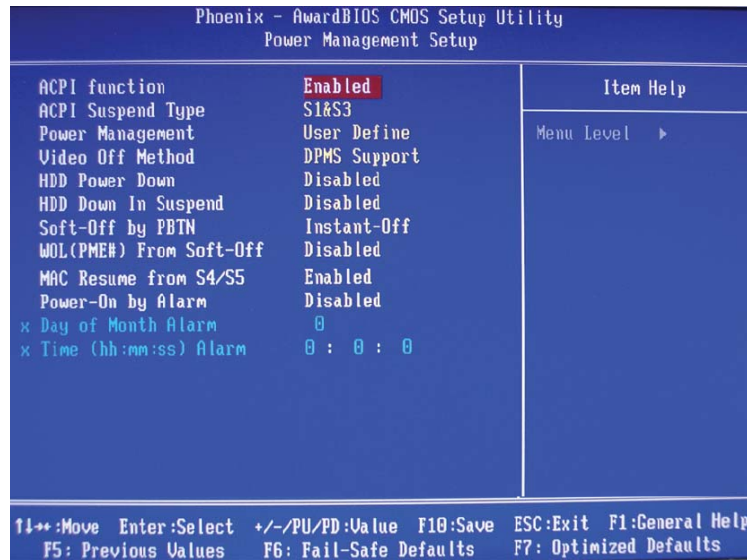 Phoenix - AwardBIOS CMOS Setup Utility
Power Management Setup
ACPI function Enabled
ACPI Suspend Type S1&S3
Power Management User Define
Video Off Method DPMS Support
HDD Power Down Disabled
HDD Down In Suspend Disabled
Soft-Off by PBTN Instant-Off
WOL(PME#) From Soft-Off Disabled
MAC Resume from S4/S5 Enabled
Power-On by Alarm Disabled
x Day of Month Alarm 0
x Time (hh:mm:ss) Alarm 0 : 0 : 0
Item Help
Menu Level ▸
↑↓→←:Move Enter:Select +/-/PU/PD:Value F10:Save ESC:Exit F1:General Help
F5: Previous Values F6: Fail-Safe Defaults F7: Optimized Defaults